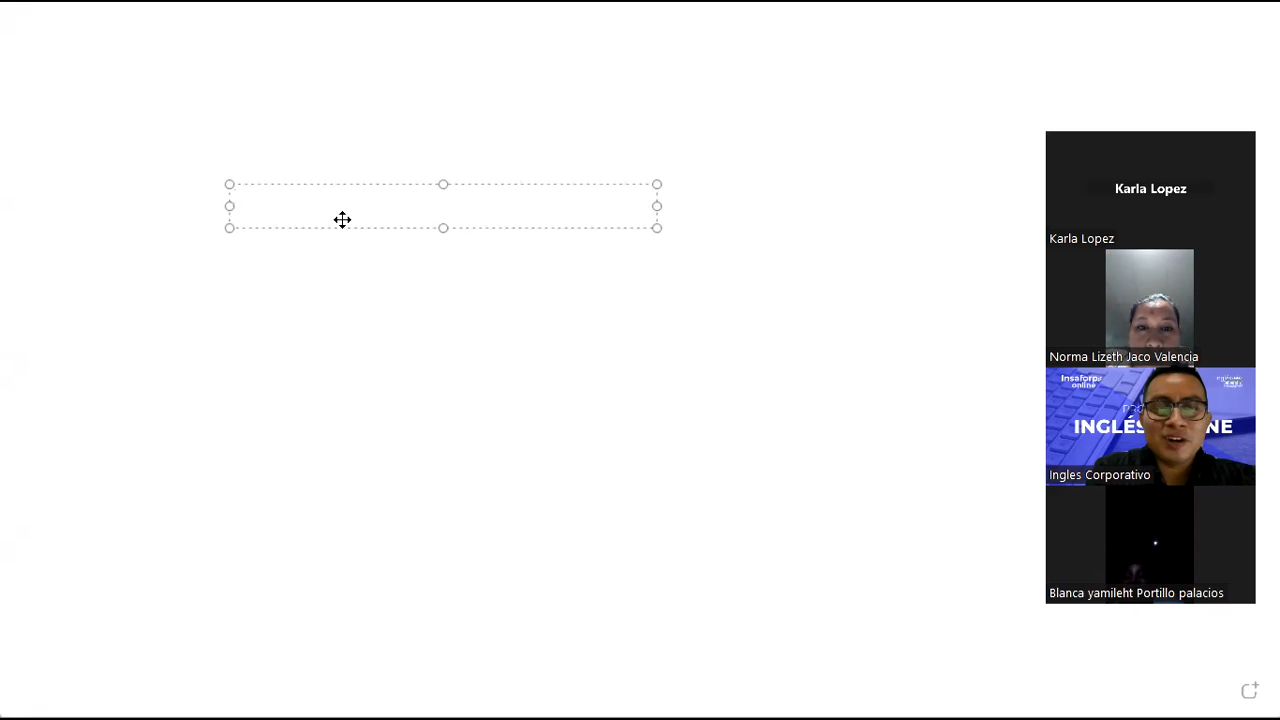 Karla Lopez
Karla Lopez
Norma Lizeth Jaco Valencia
Insaforp
online
INGLÉS
NE
Ingles Corporativo
Blanca yamileht Portillo palacios